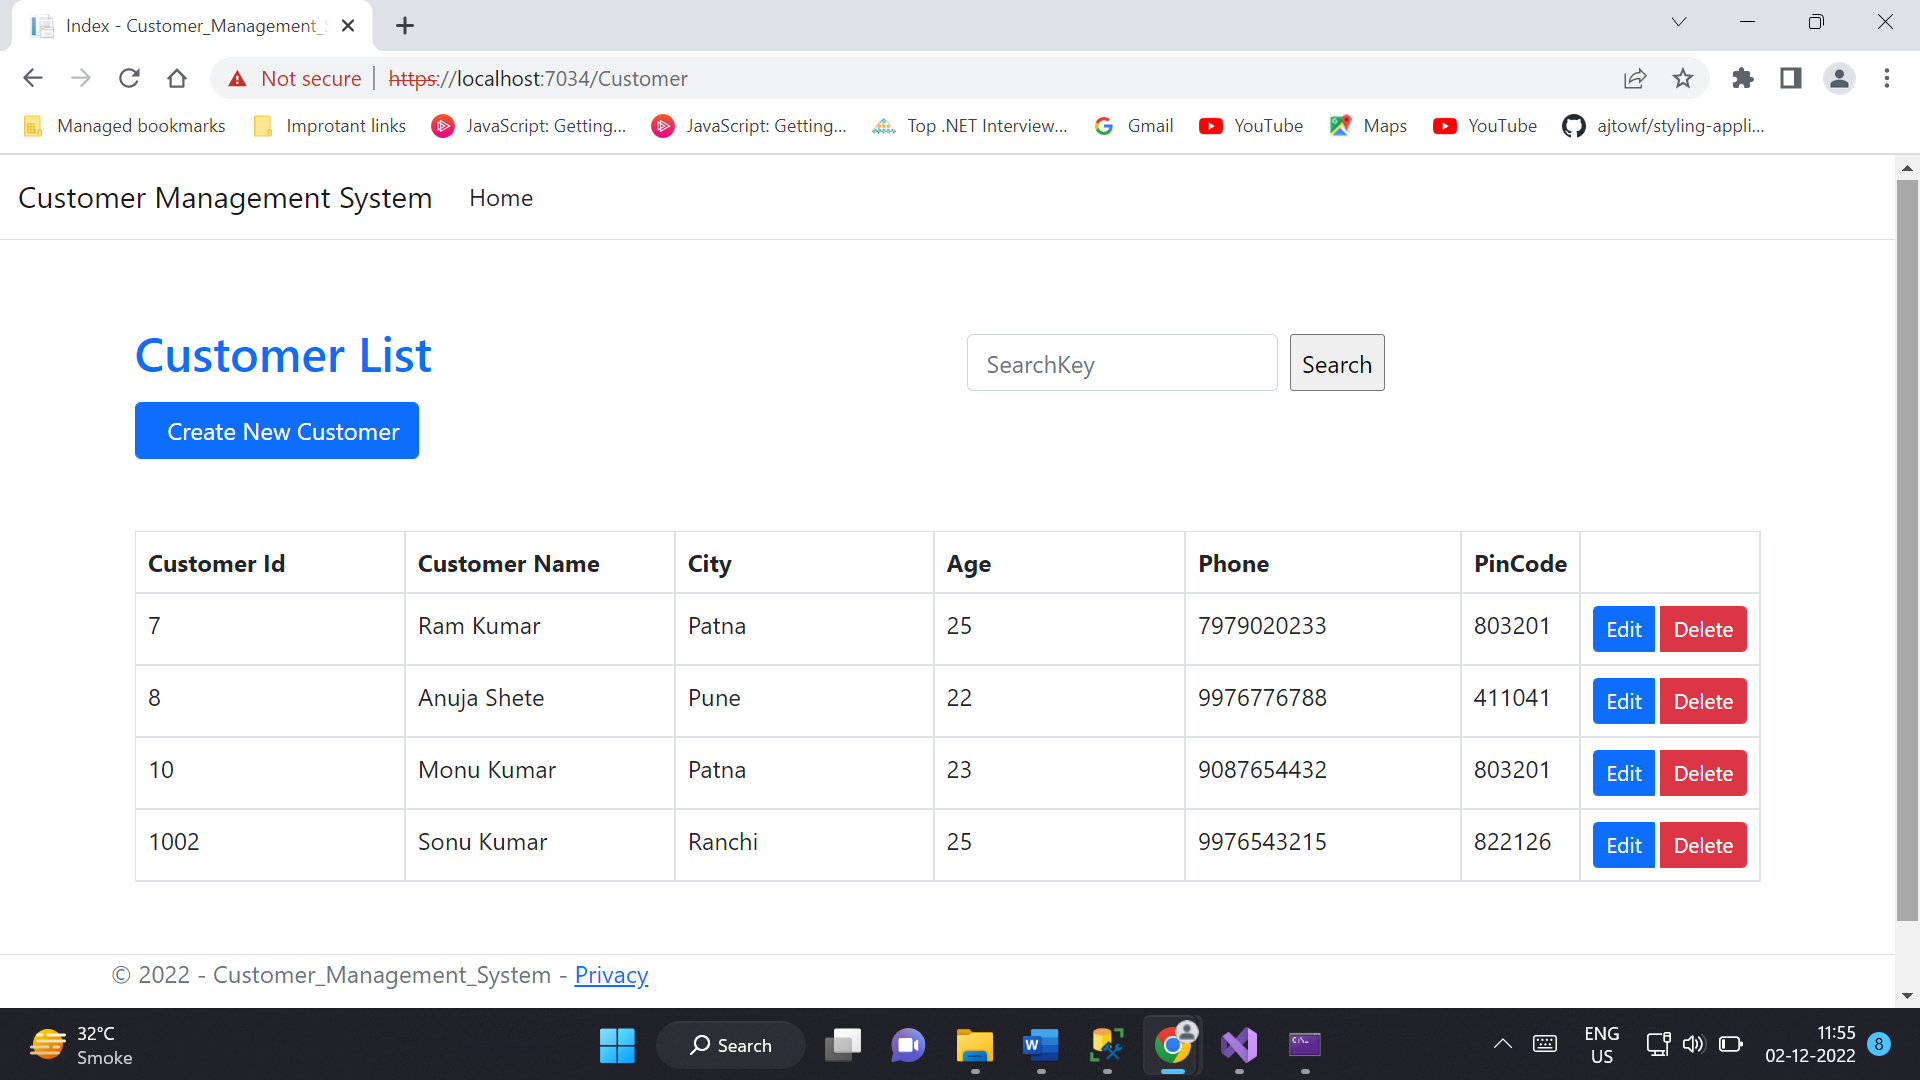 Index - Customer_Management_
Not secure https://localhost:7034/Customer
Managed bookmarks Improtant links JavaScript: Getting... JavaScript: Getting... Top .NET Interview... Gmail YouTube Maps YouTube ajtowf/styling-appli...
Customer Management System Home
Customer List SearchKey Search
Create New Customer
Customer Id Customer Name City Age Phone PinCode
7 Ram Kumar Patna 25 7979020233 803201 Edit Delete
8 Anuja Shete Pune 22 9976776788 411041 Edit Delete
10 Monu Kumar Patna 23 9087654432 803201 Edit Delete
1002 Sonu Kumar Ranchi 25 9976543215 822126 Edit Delete
© 2022 - Customer_Management_System - Privacy
32°C
Smoke
Search
ENG
US
11:55
02-12-2022
8